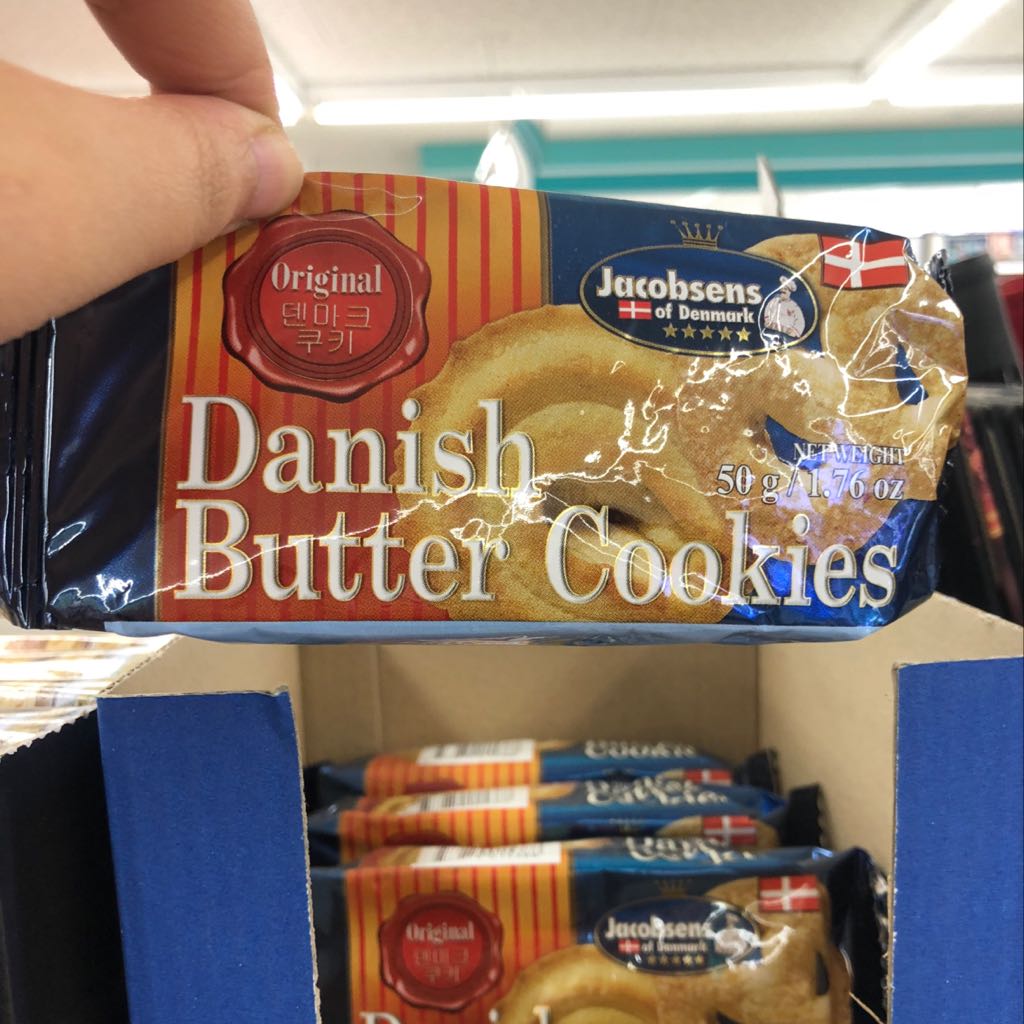 Original
덴마크
쿠키
Jacobsens
of Denmark
Danish
Butter Cookies
NET WEIGHT
50 g / 1.76 oz
Original
덴마크
쿠키
Jacobsens
of Denmark